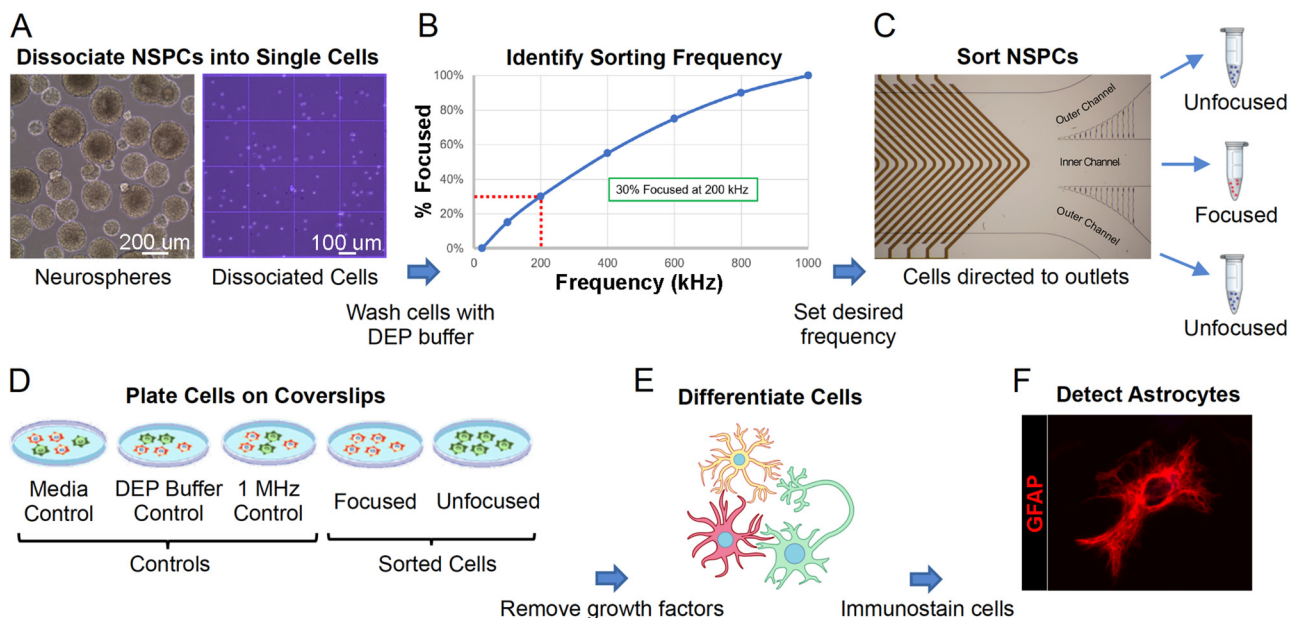 A
Dissociate NSPCs into Single Cells
200 um
100 um
Neurospheres
Dissociated Cells
Wash cells with
DEP buffer
B
Identify Sorting Frequency
% Focused
100%
80%
60%
40%
20%
0%
30% Focused at 200 kHz
0
200
400
600
800
1000
Frequency (kHz)
Set desired
frequency
C
Sort NSPCs
Outer Channel
Inner Channel
Outer Channel
Cells directed to outlets
Unfocused
Focused
Unfocused
D
Plate Cells on Coverslips
Media
Control
DEP Buffer
Control
1 MHz
Control
Focused
Unfocused
Controls
Sorted Cells
Remove growth factors
E
Differentiate Cells
Immunostain cells
F
Detect Astrocytes
GFAP